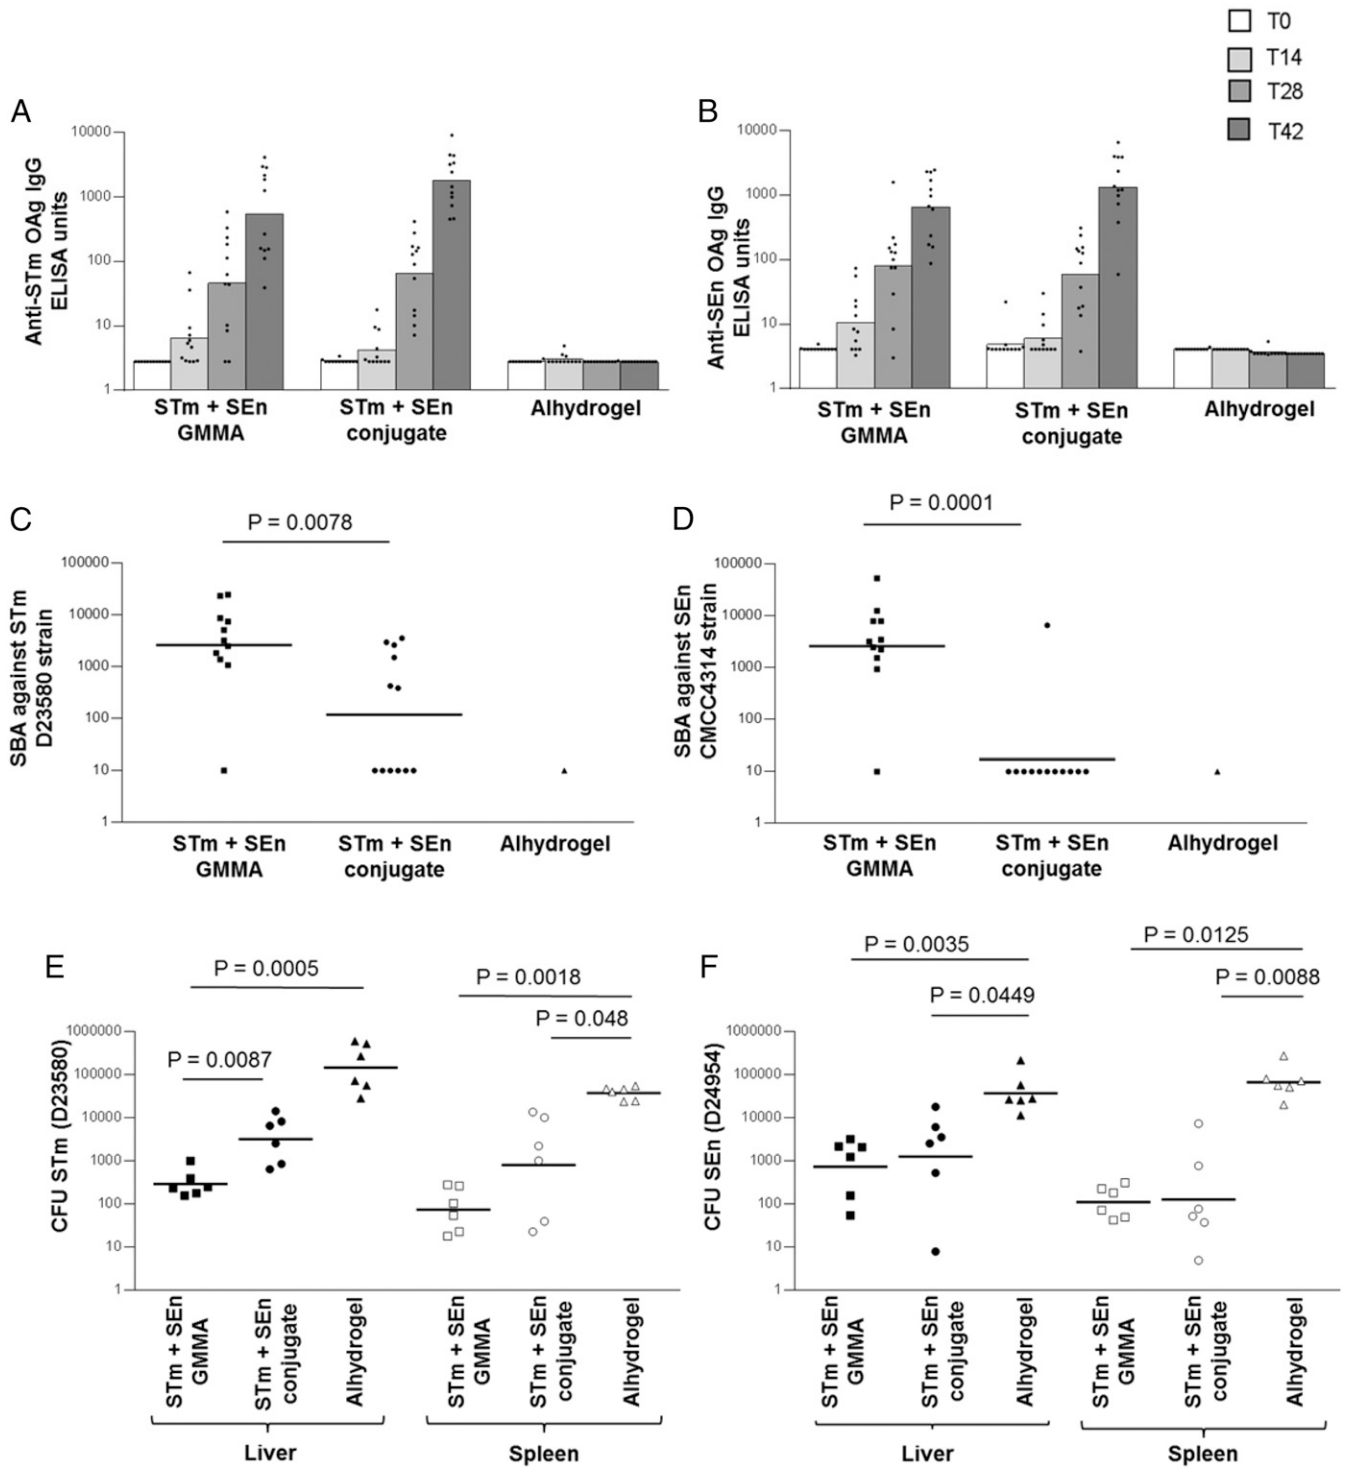 T0
T14
T28
T42
A
Anti-STm OAg IgG
ELISA units
10000
1000
100
10
1
STm + SEn
GMMA
STm + SEn
conjugate
Alhydrogel
B
Anti-SEn OAg IgG
ELISA units
10000
1000
100
10
1
STm + SEn
GMMA
STm + SEn
conjugate
Alhydrogel
C
P = 0.0078
SBA against STm
D23580 strain
100000
10000
1000
100
10
1
STm + SEn
GMMA
STm + SEn
conjugate
Alhydrogel
D
P = 0.0001
SBA against SEn
CMCC4314 strain
100000
10000
1000
100
10
1
STm + SEn
GMMA
STm + SEn
conjugate
Alhydrogel
E
P = 0.0005
P = 0.0018
P = 0.048
P = 0.0087
CFU STm (D23580)
1000000
100000
10000
1000
100
10
1
STm + SEn
GMMA
STm + SEn
conjugate
Alhydrogel
STm + SEn
GMMA
STm + SEn
conjugate
Alhydrogel
Liver
Spleen
F
P = 0.0035
P = 0.0125
P = 0.0449
P = 0.0088
CFU SEn (D24954)
1000000
100000
10000
1000
100
10
1
STm + SEn
GMMA
STm + SEn
conjugate
Alhydrogel
STm + SEn
GMMA
STm + SEn
conjugate
Alhydrogel
Liver
Spleen